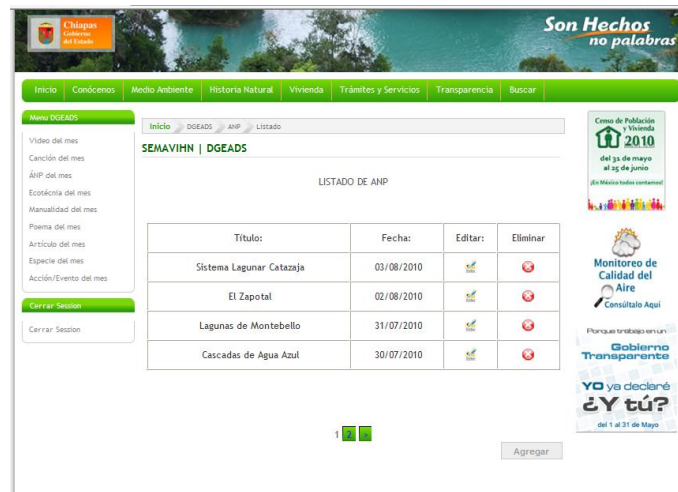 Chiapas
Gobierno
del Estado
Son Hechos
no palabras
Inicio Conócenos Medio Ambiente Historia Natural Vivienda Trámites y Servicios Transparencia Buscar
Menu DGEADS
Video del mes
Canción del mes
ÁNP del mes
Ecotécnia del mes
Manualidad del mes
Poema del mes
Artículo del mes
Especie del mes
Acción/Evento del mes
Cerrar Session
Cerrar Session
Inicio DGEADS ANP Listado
SEMAVIHN | DGEADS
LISTADO DE ANP
Título: Fecha: Editar: Eliminar
Sistema Lagunar Catazaja 03/08/2010
El Zapotal 02/08/2010
Lagunas de Montebello 31/07/2010
Cascadas de Agua Azul 30/07/2010
1 2 >
Agregar
Censo de Población
y Vivienda
2010
del 31 de mayo
al 25 de junio
¡En México todos contamos!
Monitoreo de
Calidad del
Aire
Consúltalo Aquí
Porque trabajo en un
Gobierno
Transparente
YO ya declaré
¿Y tú?
del 1 al 31 de Mayo